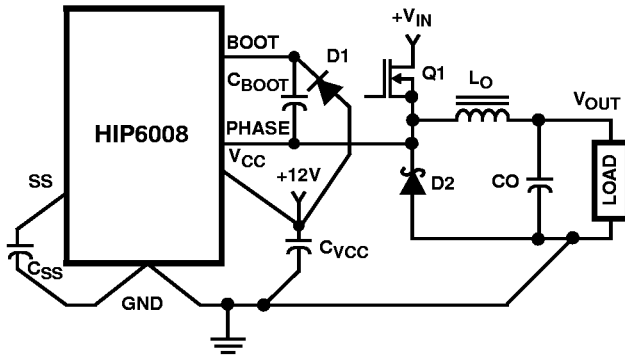 +VIN
BOOT
D1
Q1
CBOOT
LO
VOUT
HIP6008
PHASE
VCC
+12V
SS
D2
CO
LOAD
CVCC
CSS
GND